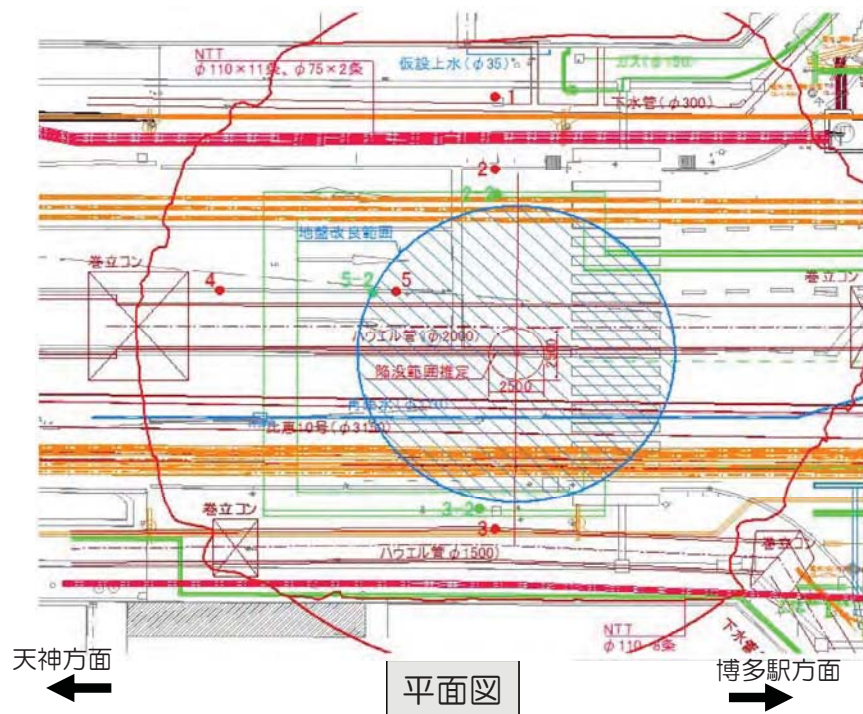 NTT
φ110×11条、φ75×2条
仮設上水(φ35)
ガス(φ150)
下水管(φ300)
1
2
2-2
地盤改良範囲
巻立コン
巻立コン
4
5-2
5
ハウエル管(φ2000)
陥没範囲推定
2500
2500
比恵10号(φ3150)
巻立コン
3-2
3
ハウエル管φ1500)
巻立コン
NTT
φ110 8条
下水管
天神方面
平面図
博多駅方面